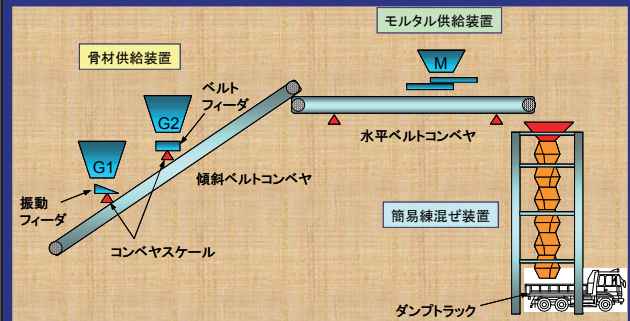 モルタル供給装置
骨材供給装置
M
ベルト
フィーダ
G2
水平ベルトコンベヤ
G1
傾斜ベルトコンベヤ
振動
フィーダ
簡易練混ぜ装置
コンベヤスケール
ダンプトラック